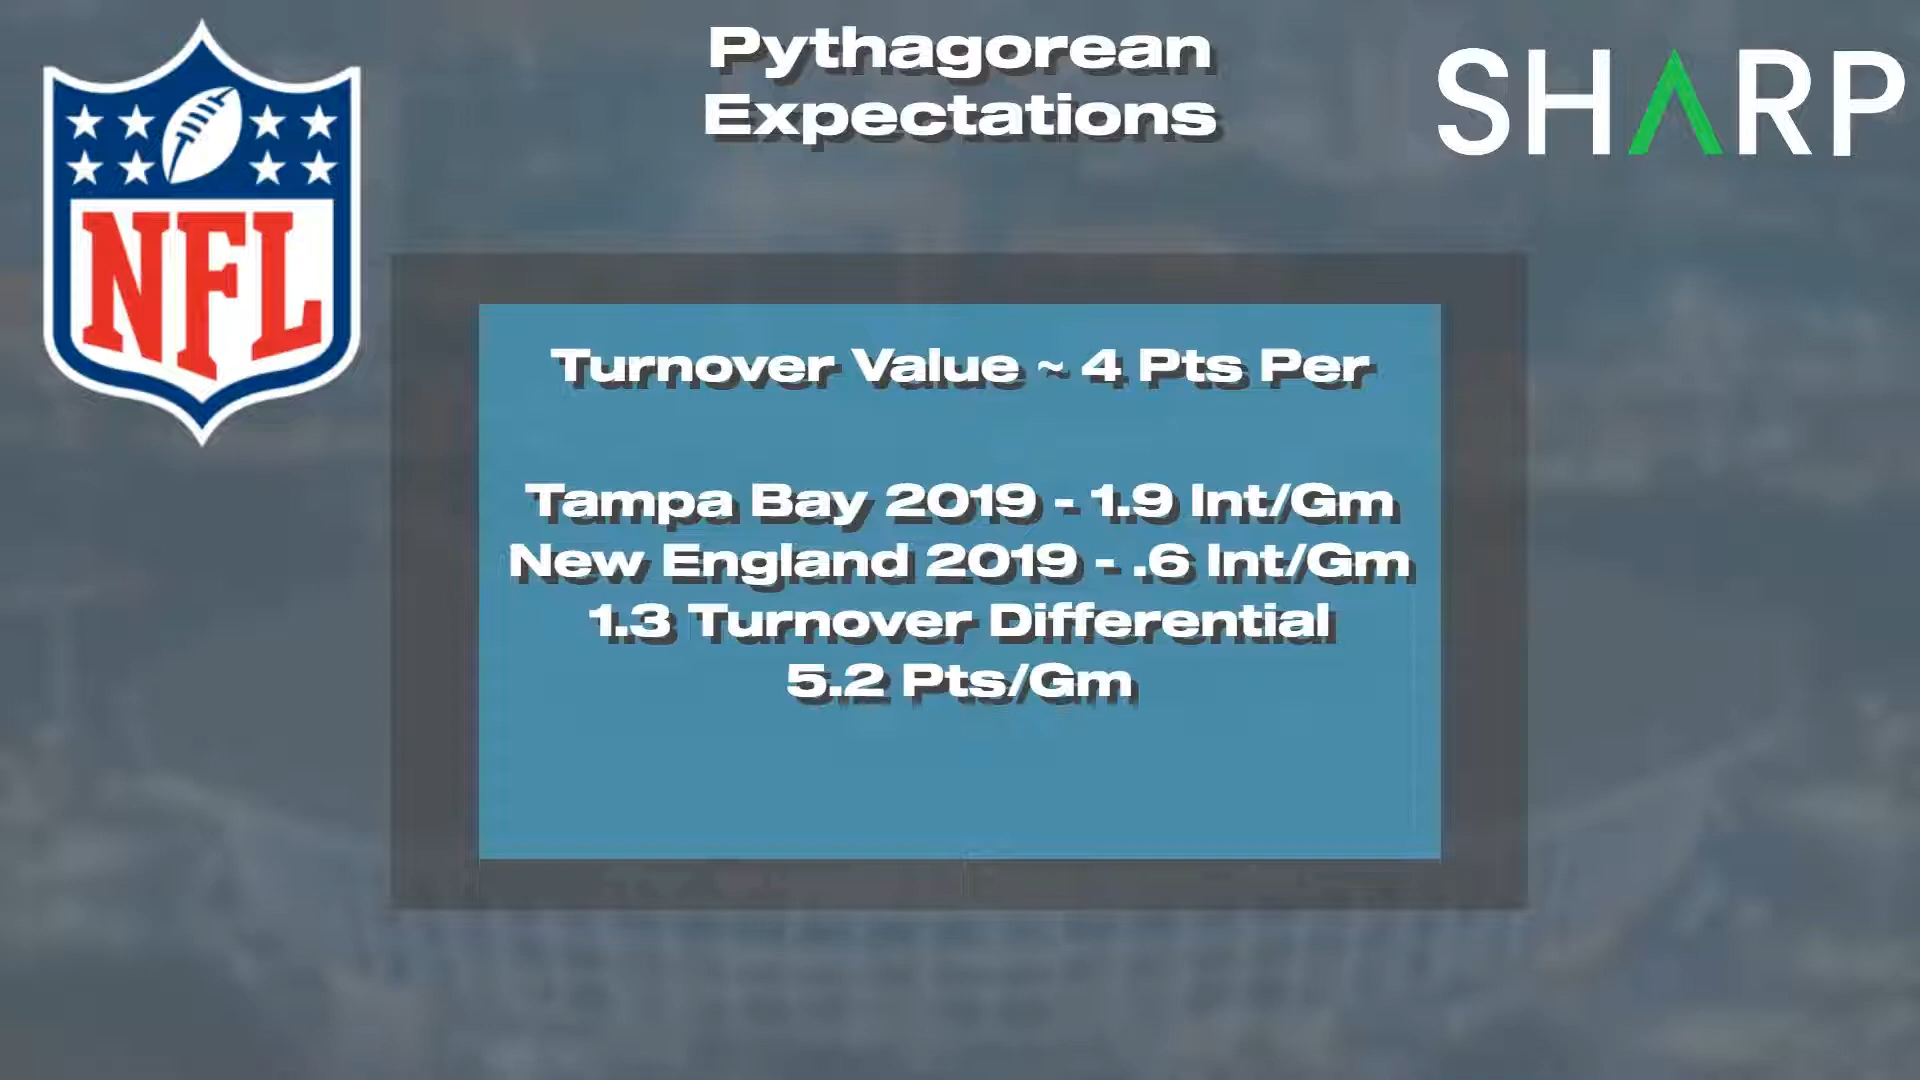 Pythagorean
Expectations
SHARP
NFL
Turnover Value ~ 4 Pts Per
Tampa Bay 2019 - 1.9 Int/Gm
New England 2019 - .6 Int/Gm
1.3 Turnover Differential
5.2 Pts/Gm